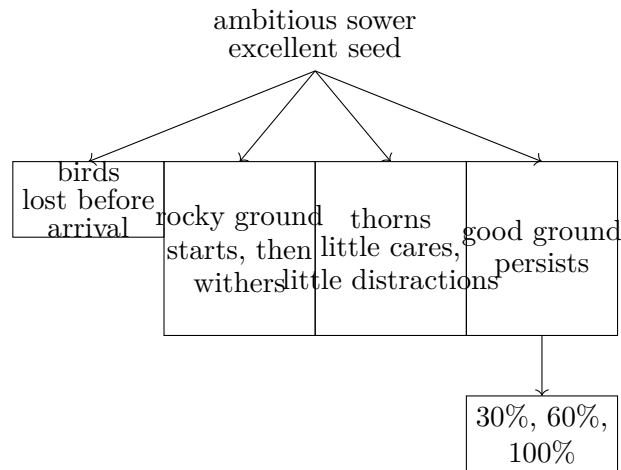 ambitious sower
excellent seed
birds
lost before
arrival
rocky ground
starts, then
withers
thorns
little cares,
little distractions
good ground
persists
30%, 60%,
100%